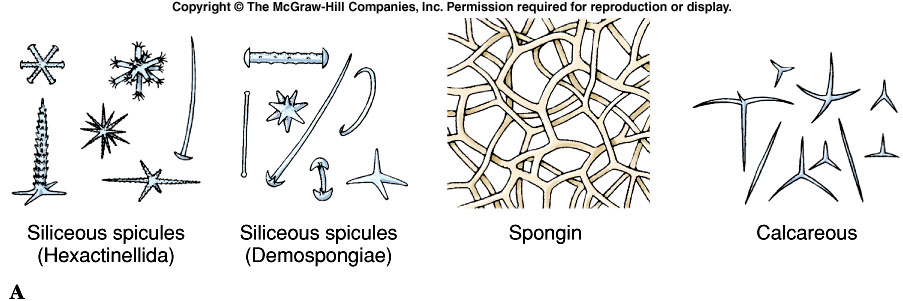 Copyright © The McGraw-Hill Companies, Inc. Permission required for reproduction or display.
Siliceous spicules
(Hexactinellida)
Siliceous spicules
(Demospongiae)
Spongin
Calcareous
A